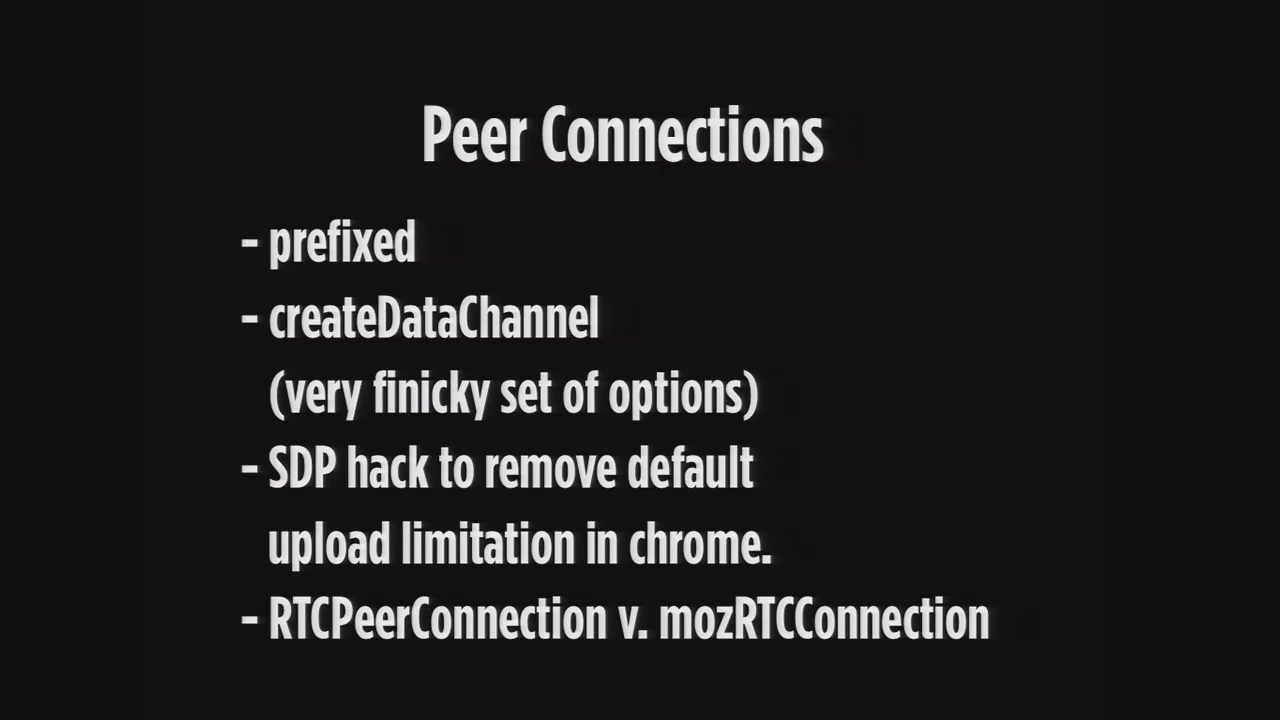 Peer Connections
- prefixed
- createDataChannel
(very finicky set of options)
- SDP hack to remove default
upload limitation in chrome.
- RTCPeerConnection v. mozRTCConnection